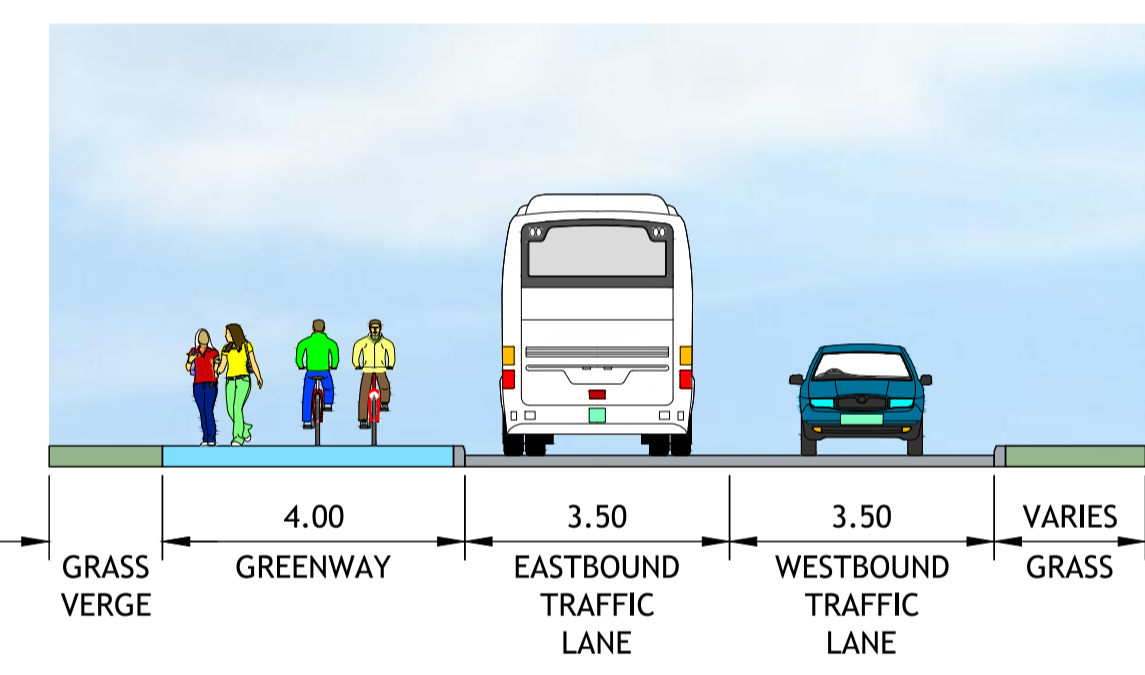 4.00
3.50
3.50
VARIES
GRASS
VERGE
GREENWAY
EASTBOUND
TRAFFIC
LANE
WESTBOUND
TRAFFIC
LANE
GRASS